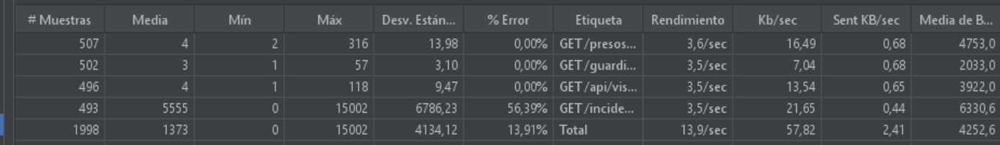 # Muestras Media Mín Máx Desv. Están... % Error Etiqueta Rendimiento Kb/sec Sent KB/sec Media de B...
507 4 2 316 13,98 0,00% GET /presos... 3,6/sec 16,49 0,68 4753,0
502 3 1 57 3,10 0,00% GET /guardi... 3,5/sec 7,04 0,68 2033,0
496 4 1 118 9,47 0,00% GET /api/vis... 3,5/sec 13,54 0,65 3922,0
493 5555 0 15002 6786,23 56,39% GET /incide... 3,5/sec 21,65 0,44 6330,6
1998 1373 0 15002 4134,12 13,91% Total 13,9/sec 57,82 2,41 4252,6